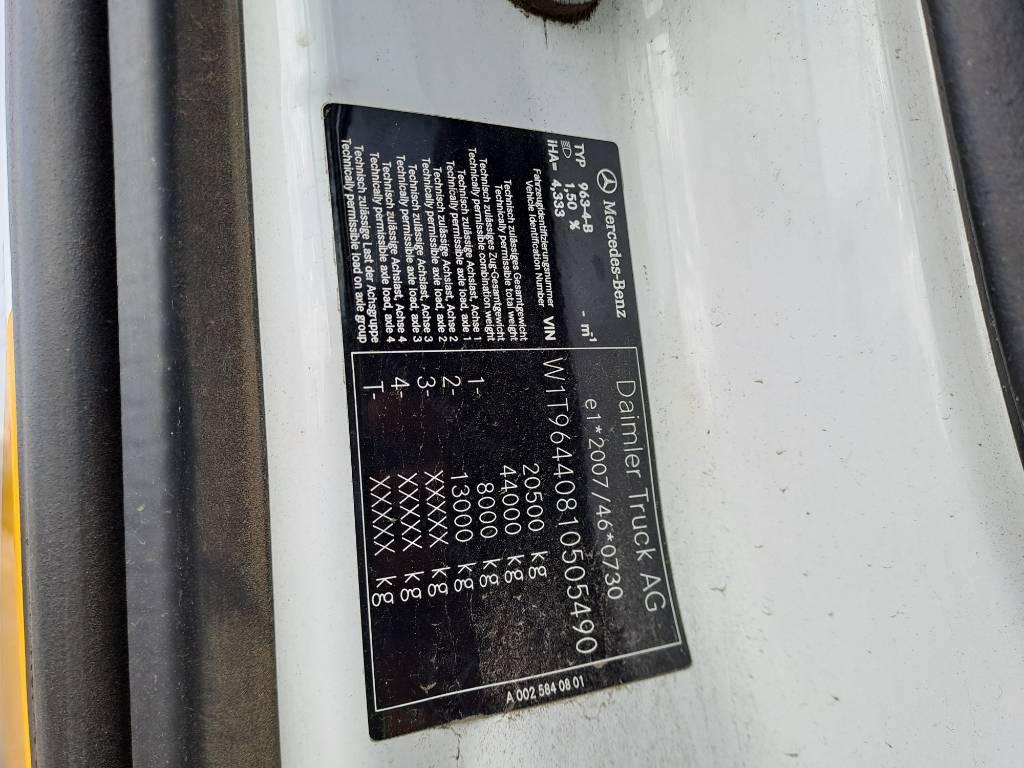 Mercedes-Benz
Daimler Truck AG
TYP 963-4-B - m⁻¹ e1*2007/46*0730
1,50 %
iHA= 4,333
Fahrzeugidentifizierungsnummer
Vehicle Identification Number VIN W1T96440810505490
Technisch zulässiges Gesamtgewicht
Technically permissible total weight 20500 kg
Technisch zulässiges Zug-Gesamtgewicht
Technically permissible combination weight 44000 kg
Technisch zulässige Achslast, Achse 1
Technically permissible axle load, axle 1 1- 8000 kg
Technisch zulässige Achslast, Achse 2
Technically permissible axle load, axle 2 2- 13000 kg
Technisch zulässige Achslast, Achse 3
Technically permissible axle load, axle 3 3- XXXXX kg
Technisch zulässige Achslast, Achse 4
Technically permissible axle load, axle 4 4- XXXXX kg
Technisch zulässige Last der Achsgruppe
Technically permissible load on axle group T- XXXXX kg
A 002 584 08 01